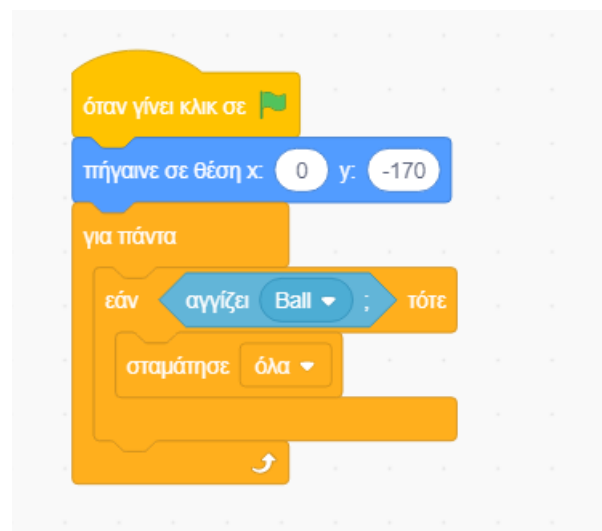 όταν γίνει κλικ σε
πήγαινε σε θέση x: 0 y: -170
για πάντα
εάν αγγίζει Ball ; τότε
σταμάτησε όλα